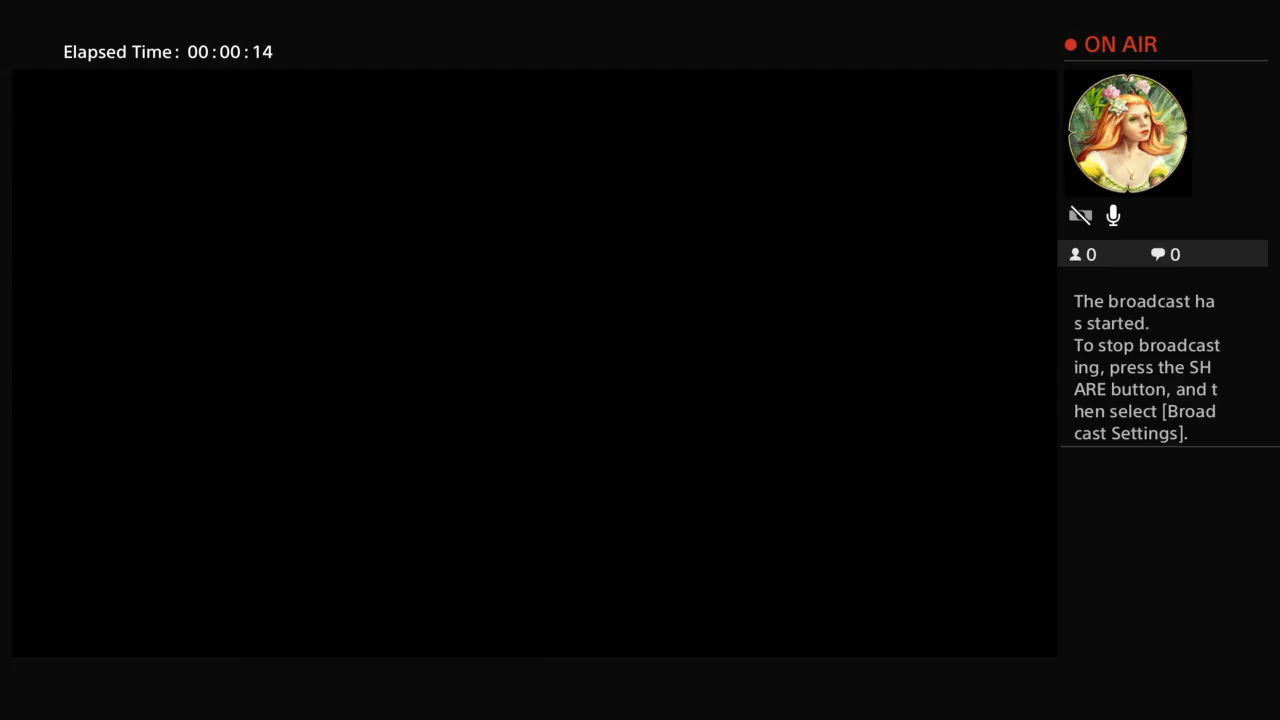 Elapsed Time: 00:00:14
ON AIR
0 0
The broadcast ha
s started.
To stop broadcast
ing, press the SH
ARE button, and t
hen select [Broad
cast Settings].